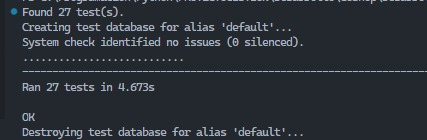 Found 27 test(s).
Creating test database for alias 'default'...
System check identified no issues (0 silenced).
...........................
----------------------------------------------------------------------
Ran 27 tests in 4.673s
OK
Destroying test database for alias 'default'...